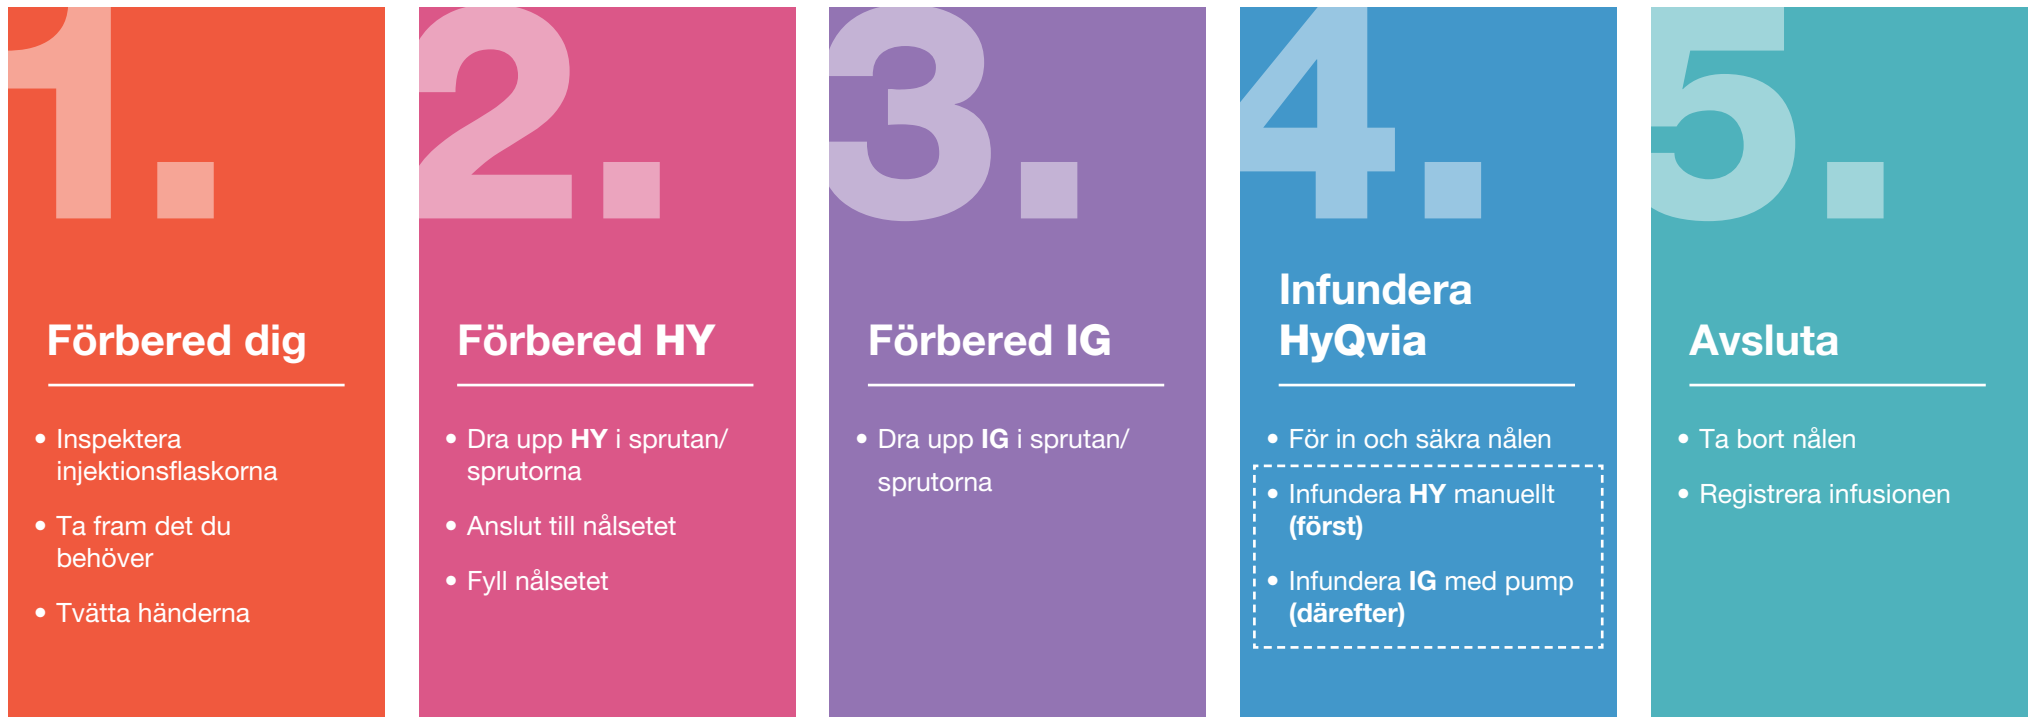 1.
Förbered dig
• Inspektera
injektionsflaskorna
• Ta fram det du
behöver
• Tvätta händerna
2.
Förbered HY
• Dra upp HY i sprutan/
sprutorna
• Anslut till nålsetet
• Fyll nålsetet
3.
Förbered IG
• Dra upp IG i sprutan/
sprutorna
4.
Infundera
HyQvia
• För in och säkra nålen
• Infundera HY manuellt
(först)
• Infundera IG med pump
(därefter)
5.
Avsluta
• Ta bort nålen
• Registrera infusionen